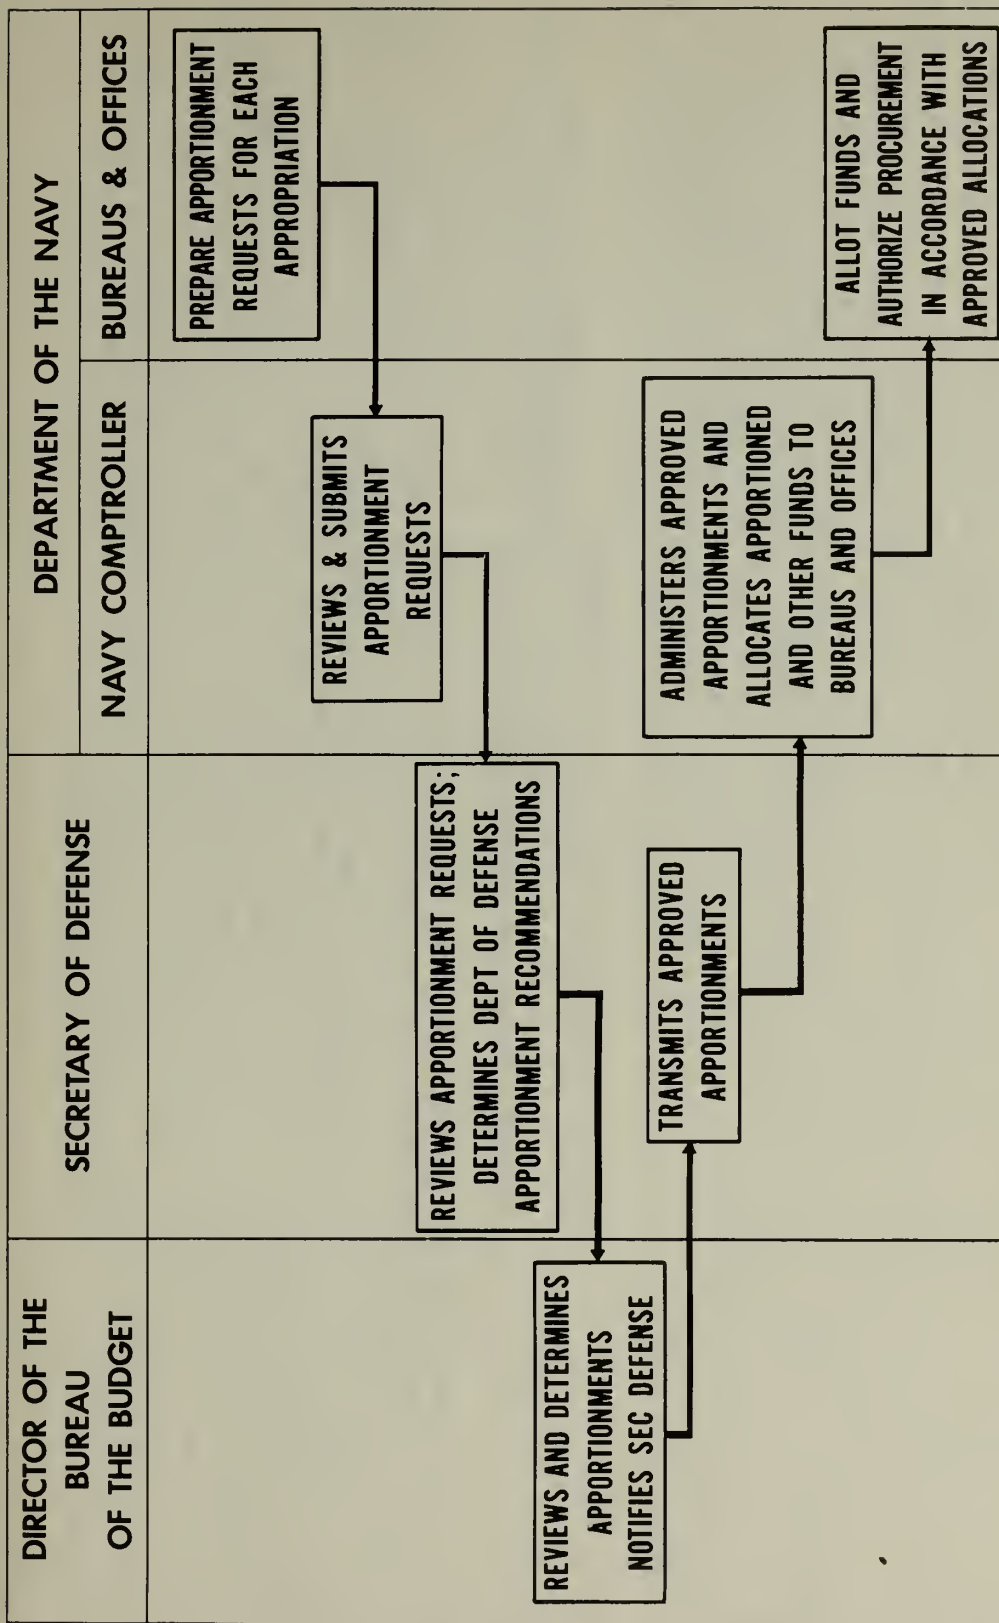 DIRECTOR OF THE
BUREAU
OF THE BUDGET
SECRETARY OF DEFENSE
DEPARTMENT OF THE NAVY
NAVY COMPTROLLER
BUREAUS & OFFICES
PREPARE APPORTIONMENT
REQUESTS FOR EACH
APPROPRIATION
REVIEWS & SUBMITS
APPORTIONMENT
REQUESTS
REVIEWS APPORTIONMENT REQUESTS;
DETERMINES DEPT OF DEFENSE
APPORTIONMENT RECOMMENDATIONS
REVIEWS AND DETERMINES
APPORTIONMENTS
NOTIFIES SEC DEFENSE
TRANSMITS APPROVED
APPORTIONMENTS
ADMINISTERS APPROVED
APPORTIONMENTS AND
ALLOCATES APPORTIONED
AND OTHER FUNDS TO
BUREAUS AND OFFICES
ALLOT FUNDS AND
AUTHORIZE PROCUREMENT
IN ACCORDANCE WITH
APPROVED ALLOCATIONS